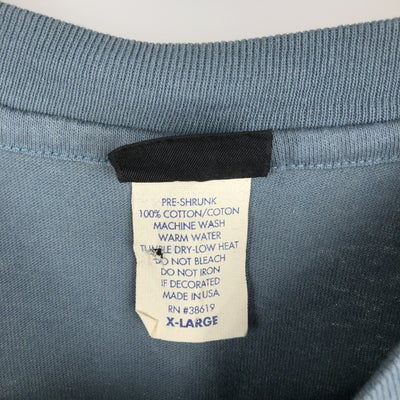 PRE-SHRUNK
100% COTTON/COTON
MACHINE WASH
WARM WATER
TUMBLE DRY-LOW HEAT
DO NOT BLEACH
DO NOT IRON
IF DECORATED
MADE IN USA
RN #38619
X-LARGE